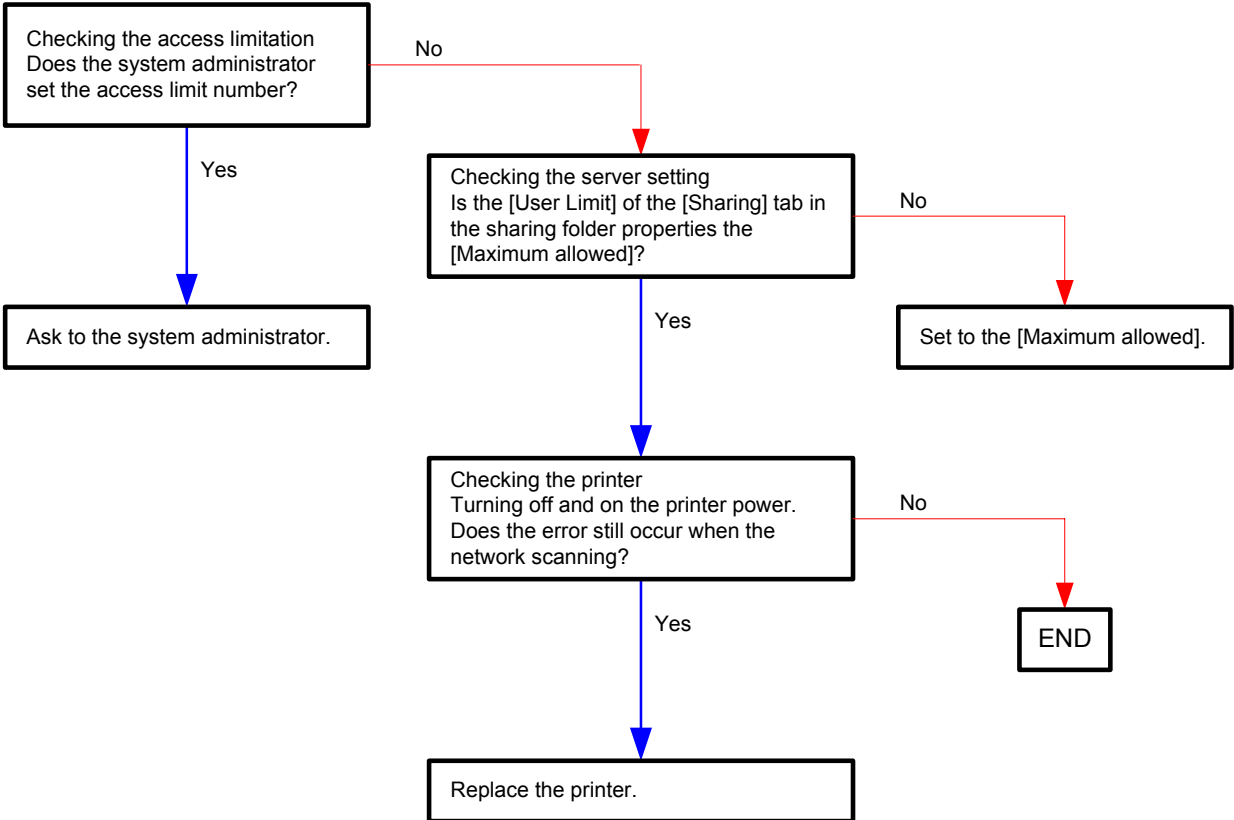 Checking the access limitation
Does the system administrator
set the access limit number?
No
Yes
Checking the server setting
Is the [User Limit] of the [Sharing] tab in
the sharing folder properties the
[Maximum allowed]?
No
Ask to the system administrator.
Yes
Set to the [Maximum allowed].
Checking the printer
Turning off and on the printer power.
Does the error still occur when the
network scanning?
No
Yes
END
Replace the printer.